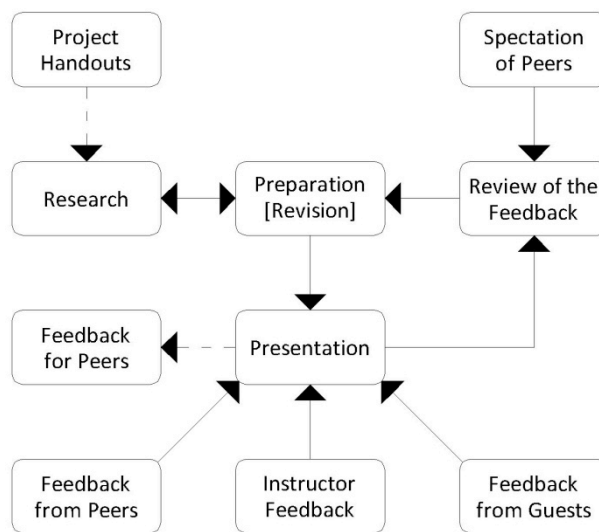 Project
Handouts
Spectation
of Peers
Research
Preparation
[Revision]
Review of the
Feedback
Feedback
for Peers
Presentation
Feedback
from Peers
Instructor
Feedback
Feedback
from Guests